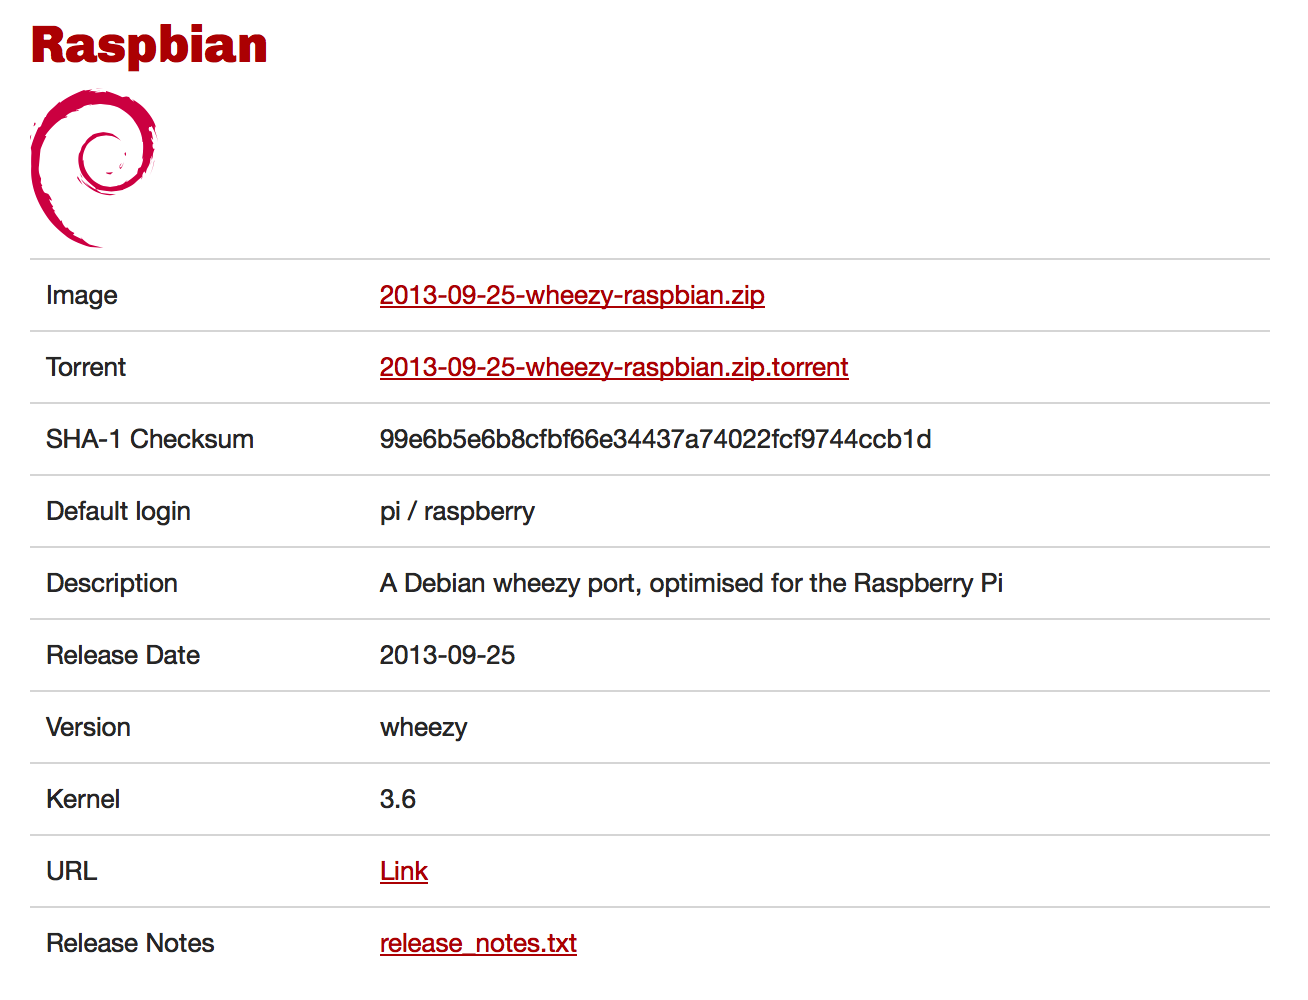 Raspbian
Image 2013-09-25-wheezy-raspbian.zip
Torrent 2013-09-25-wheezy-raspbian.zip.torrent
SHA-1 Checksum 99e6b5e6b8cfbf66e34437a74022fcf9744ccb1d
Default login pi / raspberry
Description A Debian wheezy port, optimised for the Raspberry Pi
Release Date 2013-09-25
Version wheezy
Kernel 3.6
URL Link
Release Notes release_notes.txt